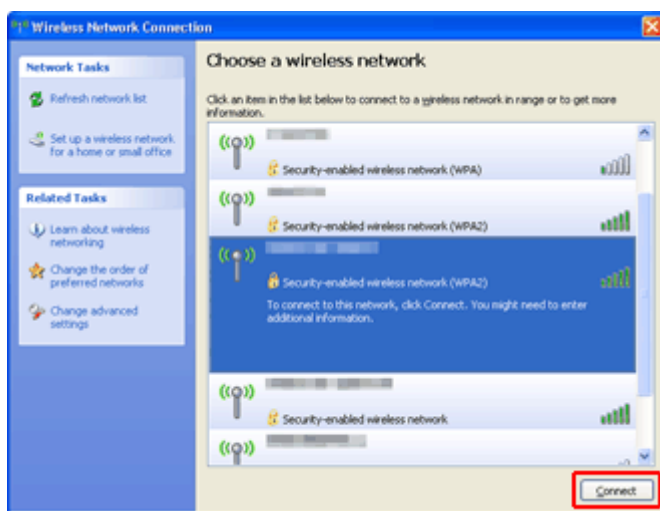 Wireless Network Connection
Network Tasks
Refresh network list
Set up a wireless network
for a home or small office
Related Tasks
Learn about wireless
networking
Change the order of
preferred networks
Change advanced
settings
Choose a wireless network
Click an item in the list below to connect to a wireless network in range or to get more
information.
Security-enabled wireless network (WPA)
Security-enabled wireless network (WPA2)
Security-enabled wireless network (WPA2)
To connect to this network, click Connect. You might need to enter
additional information.
Security-enabled wireless network
Connect